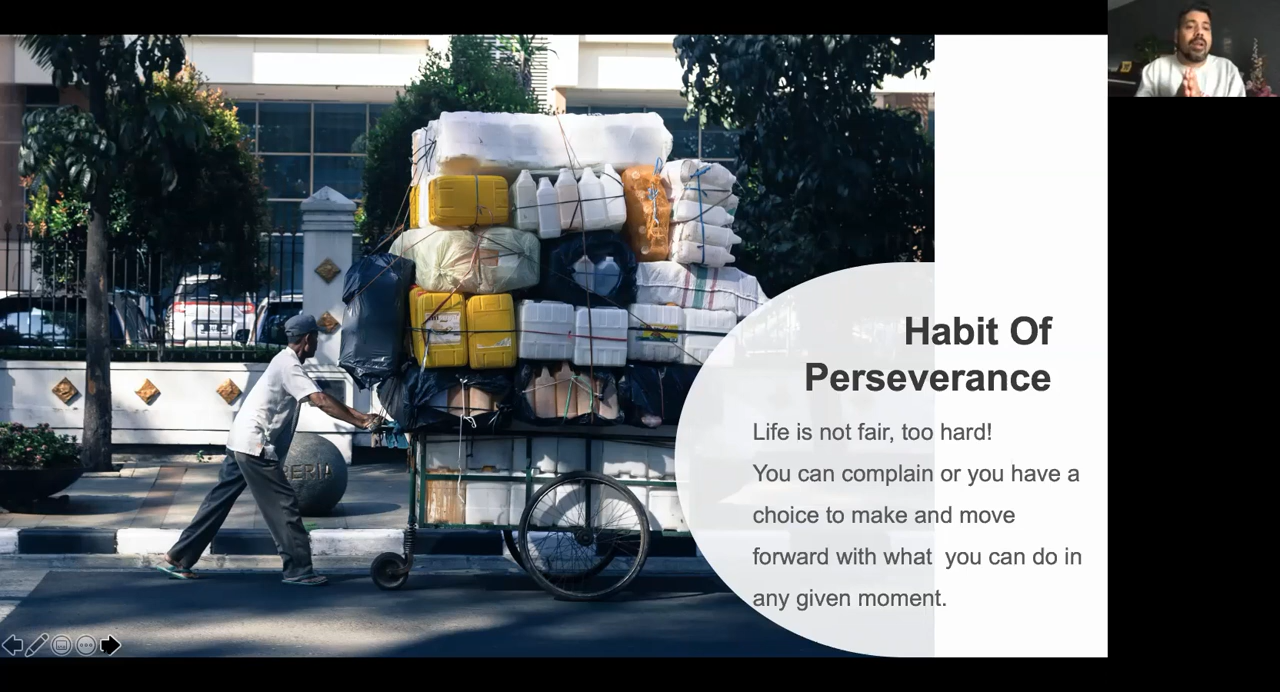 Habit Of
Perseverance
Life is not fair, too hard!
You can complain or you have a
choice to make and move
forward with what  you can do in
any given moment.
BERIA